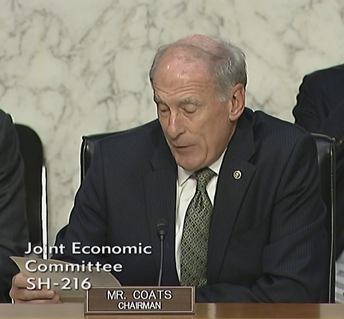 Joint Economic
Committee
SH-216
MR. COATS
CHAIRMAN